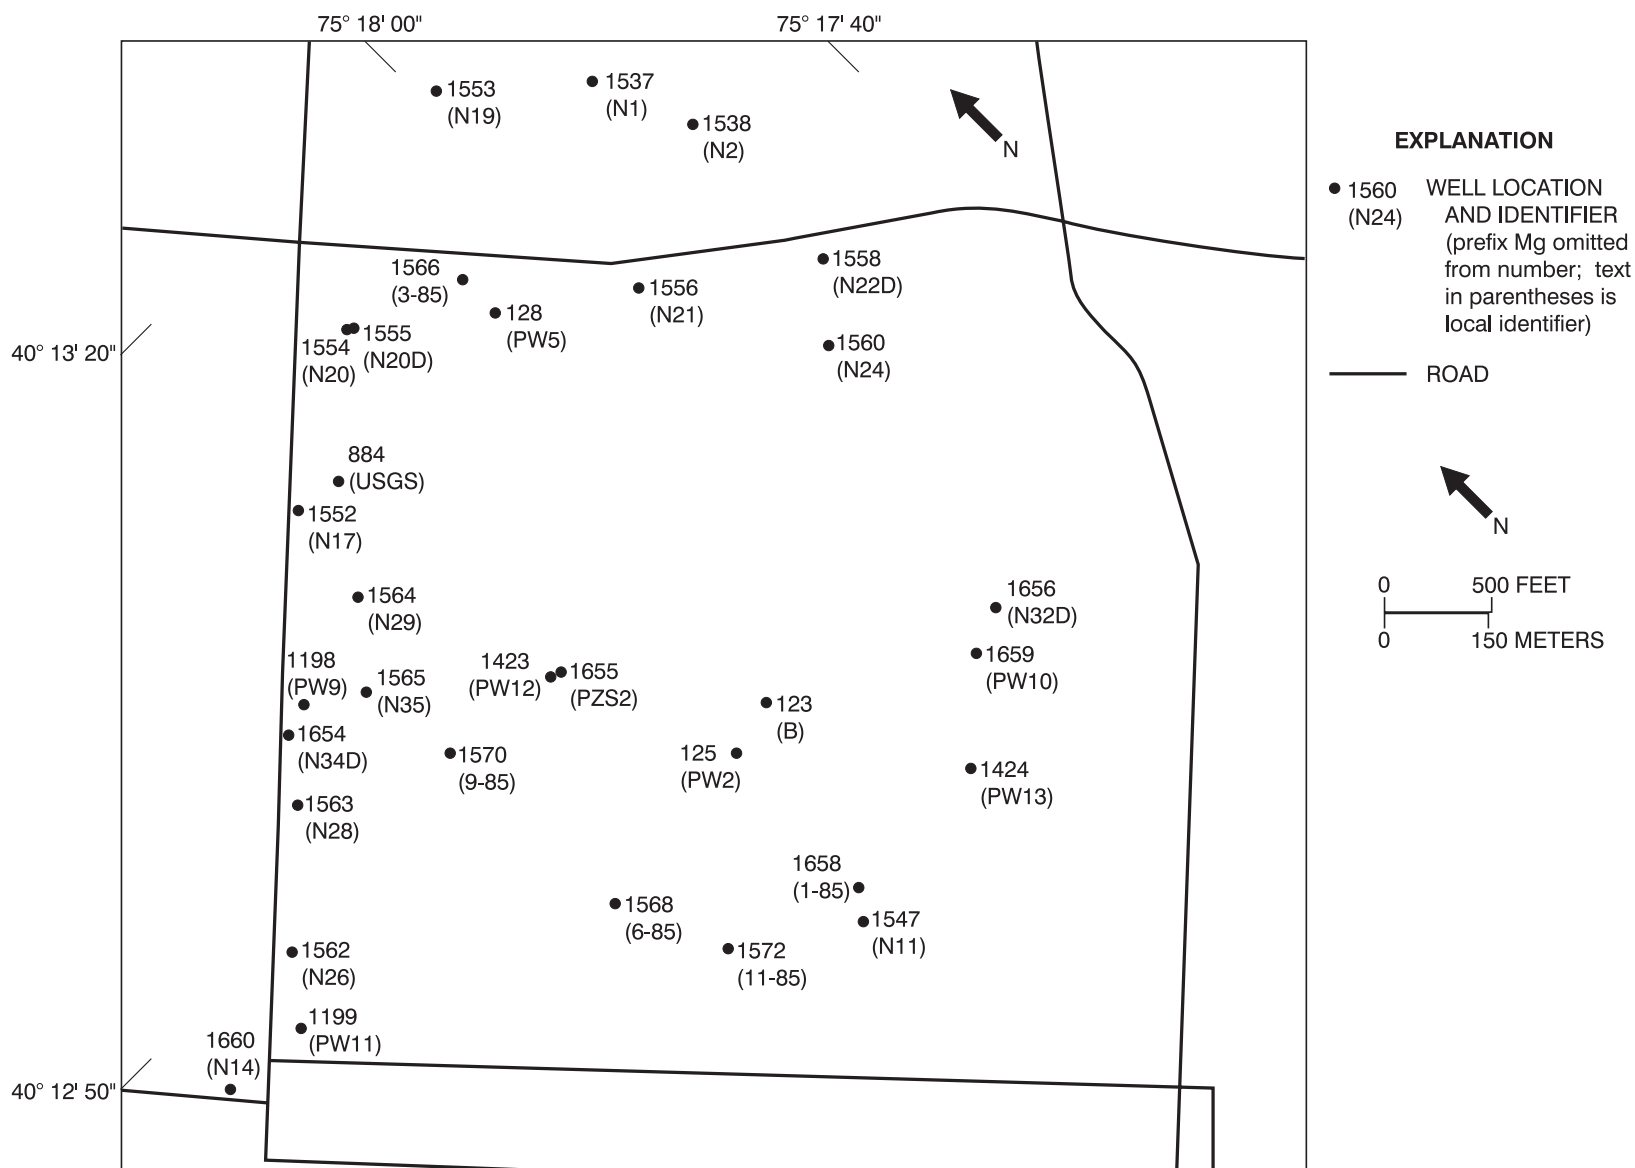 75° 18' 00"
75° 17' 40"
1553
(N19)
1537
(N1)
1538
(N2)
N
EXPLANATION
1560
(N24)
WELL LOCATION
AND IDENTIFIER
(prefix Mg omitted
from number; text
in parentheses is
local identifier)
ROAD
N
0 500 FEET
0 150 METERS
1566
(3-85)
128
(PW5)
1556
(N21)
1558
(N22D)
1560
(N24)
1554
(N20)
1555
(N20D)
40° 13' 20"
884
(USGS)
1552
(N17)
1564
(N29)
1198
(PW9)
1565
(N35)
1423
(PW12)
1655
(PZS2)
1656
(N32D)
1659
(PW10)
123
(B)
125
(PW2)
1654
(N34D)
1570
(9-85)
1424
(PW13)
1563
(N28)
1658
(1-85)
1568
(6-85)
1547
(N11)
1572
(11-85)
1562
(N26)
1199
(PW11)
1660
(N14)
40° 12' 50"